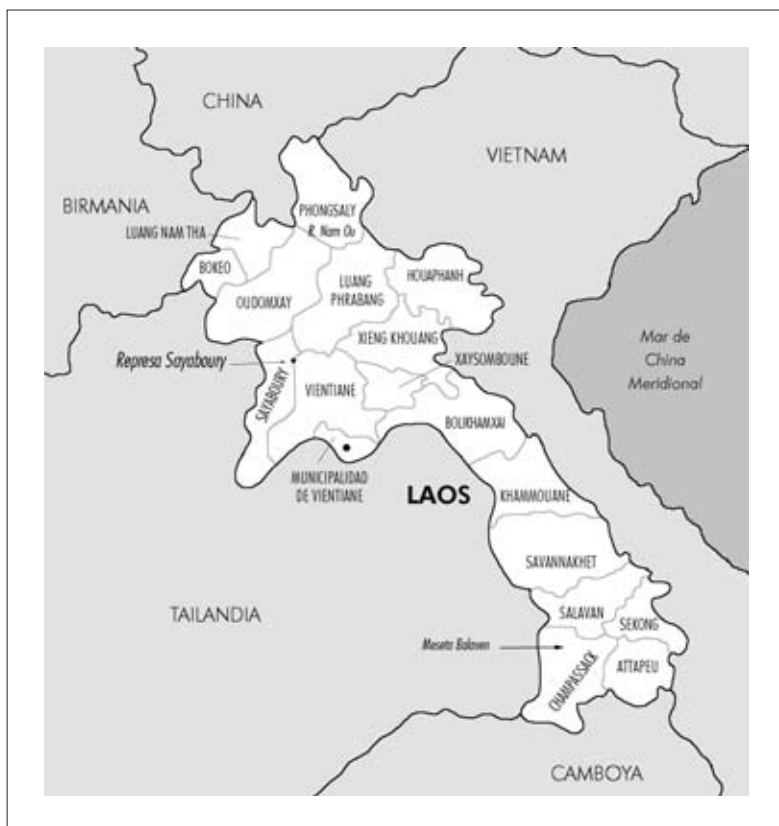 CHINA
VIETNAM
BIRMANIA
PHONGSALY
R. Nam Ou
LUANG NAM THA
BOKEO
HOUAPHANH
LUANG
PHRABANG
OUDOMXAY
XIENG KHOUANG
Mar de
China
Meridional
Represa Sayaboury
XAYSOMBOUNE
SAYABOURY
VIENTIANE
BOLIKHAMXAI
MUNICIPALIDAD
DE VIENTIANE
LAOS
KHAMMOUANE
SAVANNAKHET
TAILANDIA
SALAVAN
SEKONG
Meseta Balaven
ATTAPEU
CHAMPASSACK
CAMBOYA